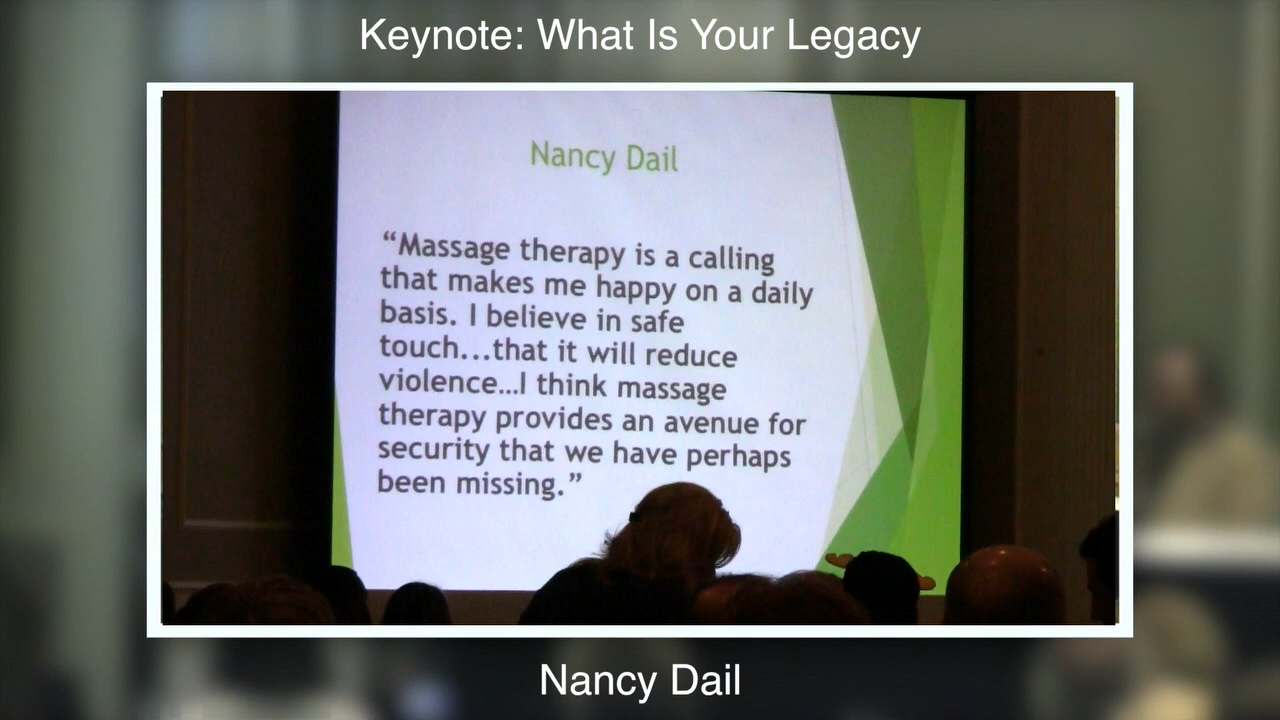 Keynote: What Is Your Legacy
Nancy Dail
“Massage therapy is a calling
that makes me happy on a daily
basis. I believe in safe
touch...that it will reduce
violence…I think massage
therapy provides an avenue for
security that we have perhaps
been missing.”
Nancy Dail